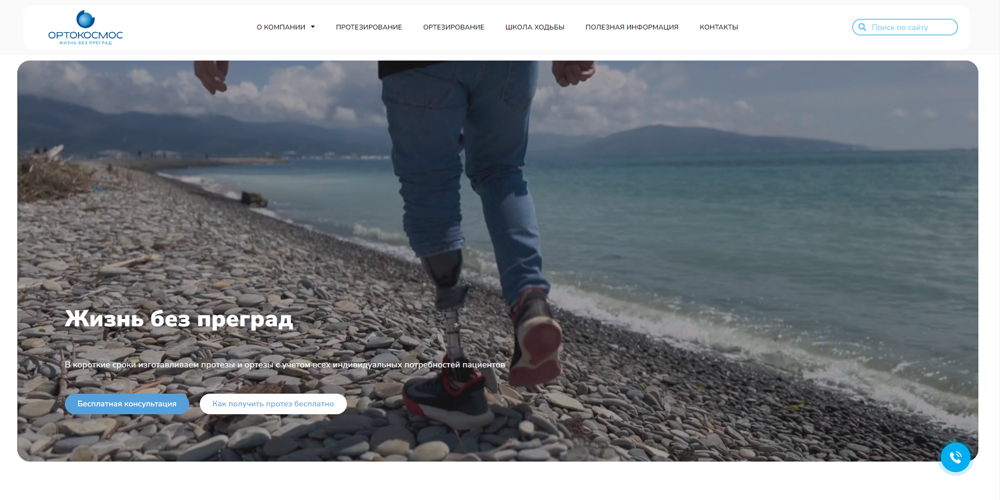 ОРТОКОСМОС
ЖИЗНЬ БЕЗ ПРЕГРАД
О КОМПАНИИ
ПРОТЕЗИРОВАНИЕ
ОРТЕЗИРОВАНИЕ
ШКОЛА ХОДЬБЫ
ПОЛЕЗНАЯ ИНФОРМАЦИЯ
КОНТАКТЫ
Поиск по сайту
Жизнь без преград
В короткие сроки изготавливаем протезы и ортезы с учетом всех индивидуальных потребностей пациентов
Бесплатная консультация
Как получить протез бесплатно